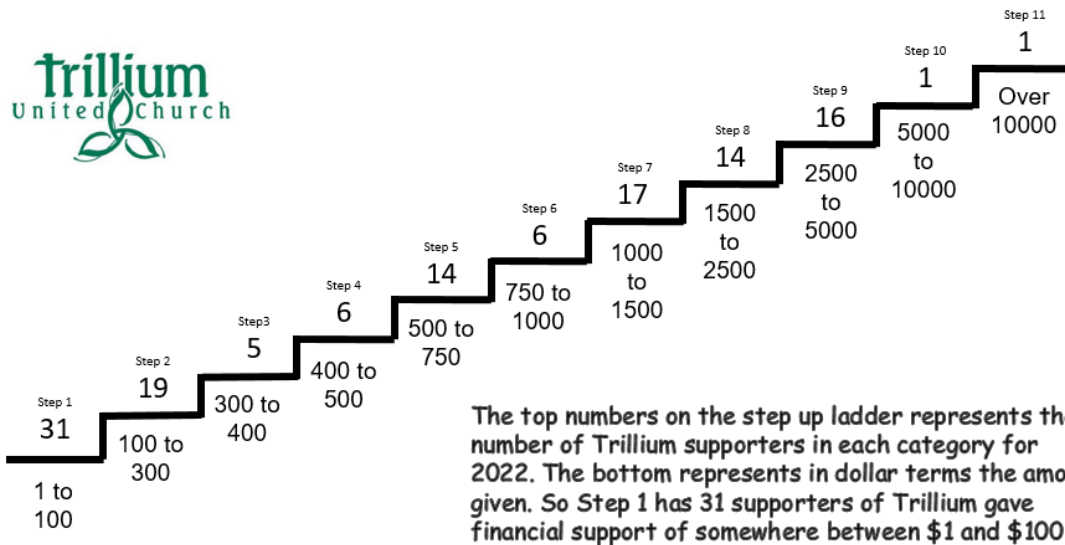 Trillium
United Church
Step 11
1
Over
10000
Step 10
1
5000
to
10000
Step 9
16
2500
to
5000
Step 8
14
1500
to
2500
Step 7
17
1000
to
1500
Step 6
6
750 to
1000
Step 5
14
500 to
750
Step 4
6
400 to
500
Step3
5
300 to
400
Step 2
19
100 to
300
Step 1
31
1 to
100
The top numbers on the step up ladder represents th
number of Trillium supporters in each category for
2022. The bottom represents in dollar terms the amo
given. So Step 1 has 31 supporters of Trillium gave
financial support of somewhere between $1 and $100